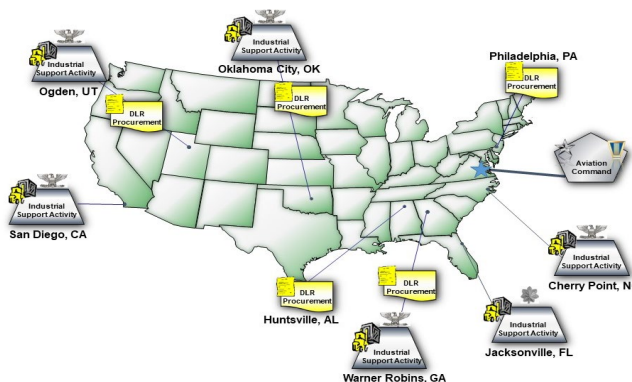 Industrial
Support Activity
Ogden, UT
DLR
Procurement
Industrial
Support Activity
Oklahoma City, OK
DLR
Procurement
Philadelphia, PA
DLR
Procurement
Aviation
Command
Industrial
Support Activity
San Diego, CA
Industrial
Support Activity
Cherry Point, N
DLR
Procurement
Huntsville, AL
DLR
Procurement
Industrial
Support Activity
Warner Robins, GA
Industrial
Support Activity
Jacksonville, FL